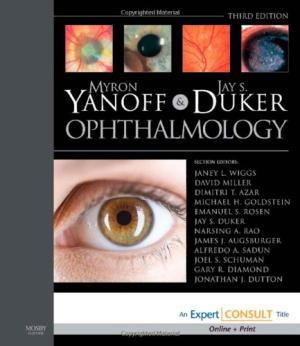 Copyrighted Material
THIRD EDITION
MYRON JAY S.
YANOFF & DUKER
OPHTHALMOLOGY
SECTION EDITORS:
JANEY L. WIGGS
DAVID MILLER
DIMITRI T. AZAR
MICHAEL H. GOLDSTEIN
EMANUEL S. ROSEN
JAY S. DUKER
NARSING A. RAO
JAMES J. AUGSBURGER
ALFREDO A. SADUN
JOEL S. SCHUMAN
GARY R. DIAMOND
JONATHAN J. DUTTON
An Expert CONSULT Title
Online + Print
MOSBY
ELSEVIER
Copyrighted Material